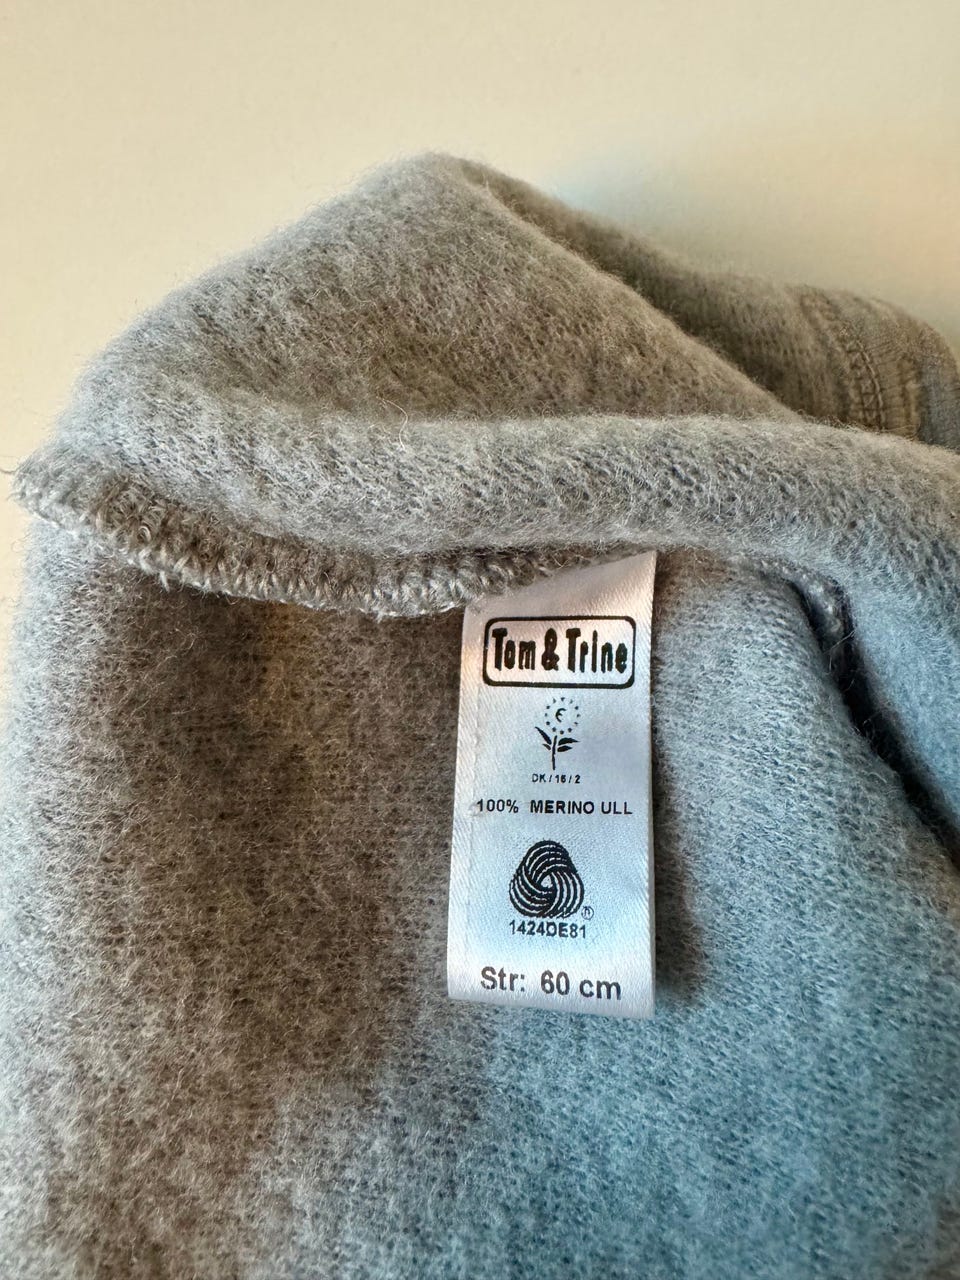 Tom & Trine
€
DK / 16 / 2
100% MERINO ULL
®
1424DE81
Str: 60 cm